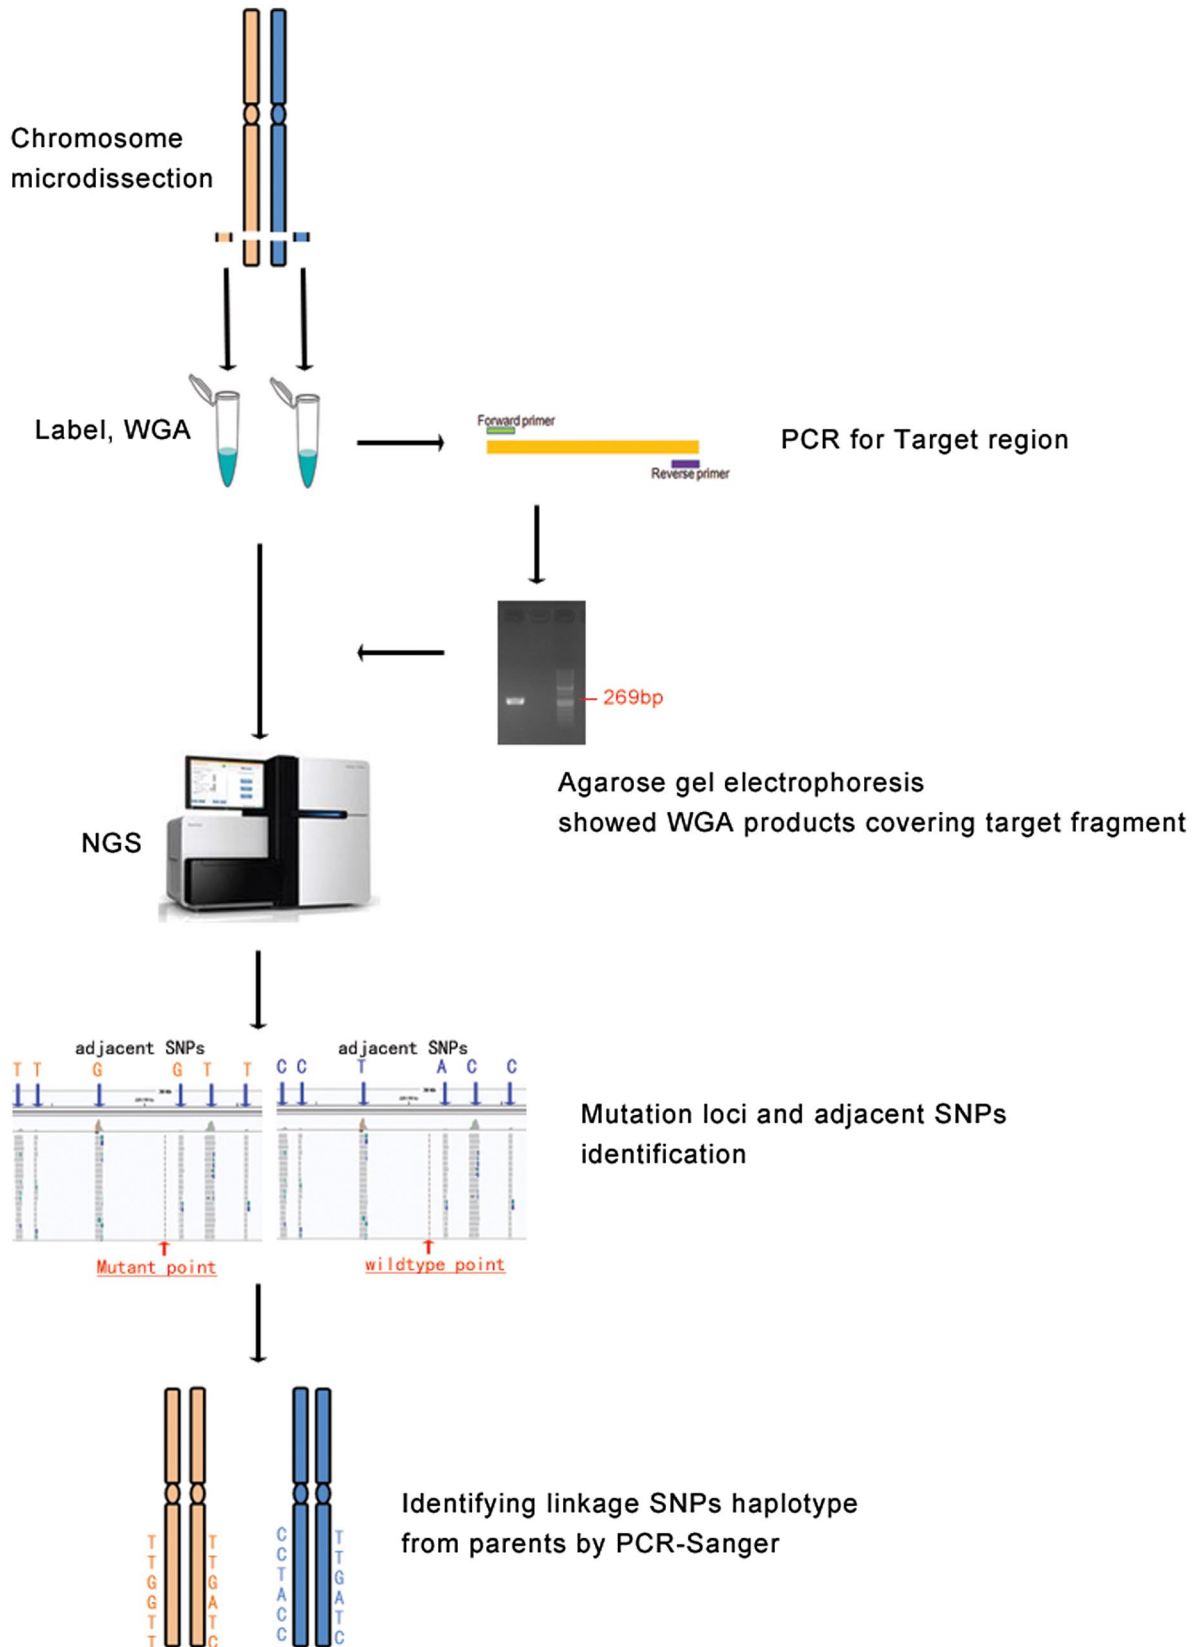 Chromosome
microdissection
Label, WGA
Forward primer
Reverse primer
PCR for Target region
269bp
Agarose gel electrophoresis
showed WGA products covering target fragment
NGS
adjacent SNPs
T T G G T T
adjacent SNPs
C C T A C C
Mutant point
wildtype point
Mutation loci and adjacent SNPs
identification
Identifying linkage SNPs haplotype
from parents by PCR-Sanger
T
T
G
G
T
T
T
T
G
A
T
C
C
C
T
A
C
C
T
T
G
A
T
C